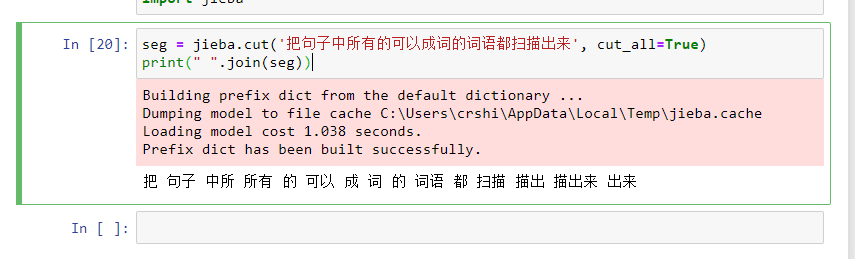 import jieba
In [20]: seg = jieba.cut('把句子中所有的可以成词的词语都扫描出来', cut_all=True)
print(" ".join(seg))
Building prefix dict from the default dictionary ...
Dumping model to file cache C:\Users\crshi\AppData\Local\Temp\jieba.cache
Loading model cost 1.038 seconds.
Prefix dict has been built successfully.
把 句子 中所 所有 的 可以 成 词 的 词语 都 扫描 描出 描出来 出来
In [ ]: